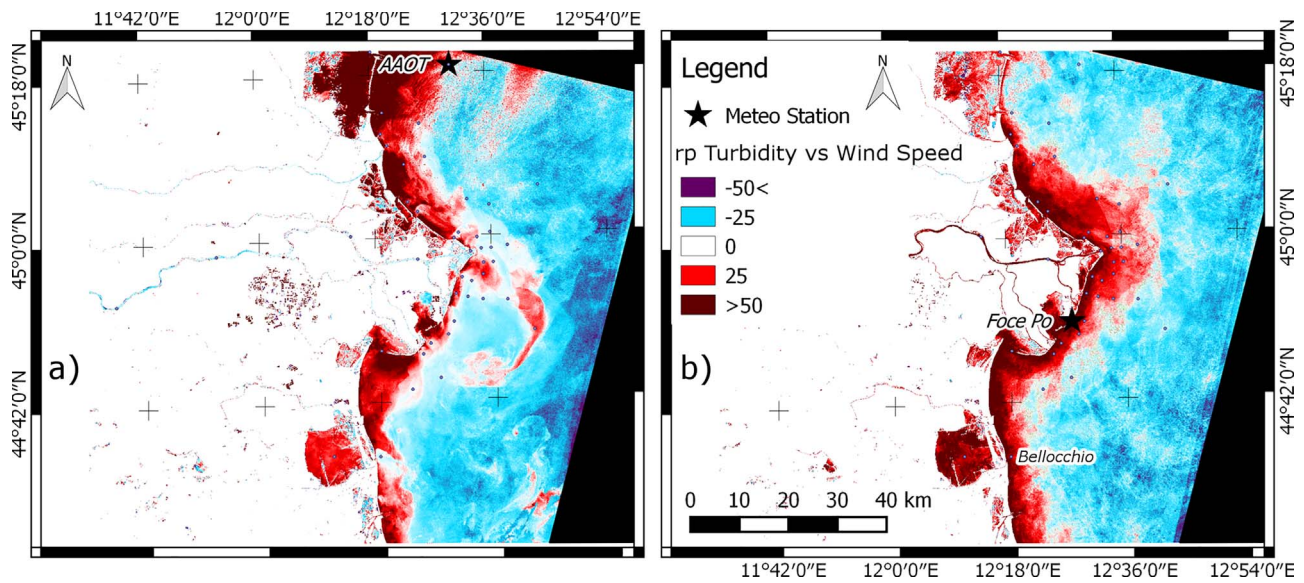 11°42′0″E 12°0′0″E 12°18′0″E 12°36′0″E 12°54′0″E
45°18′0″N
45°0′0″N
44°42′0″N
N
AAOT
a)
Legend
Meteo Station
rp Turbidity vs Wind Speed
-50<
-25
0
25
>50
N
Foce Po
b)
Bellocchio
0 10 20 30 40 km
45°18′0″N
45°0′0″N
44°42′0″N
11°42′0″E 12°0′0″E 12°18′0″E 12°36′0″E 12°54′0″E